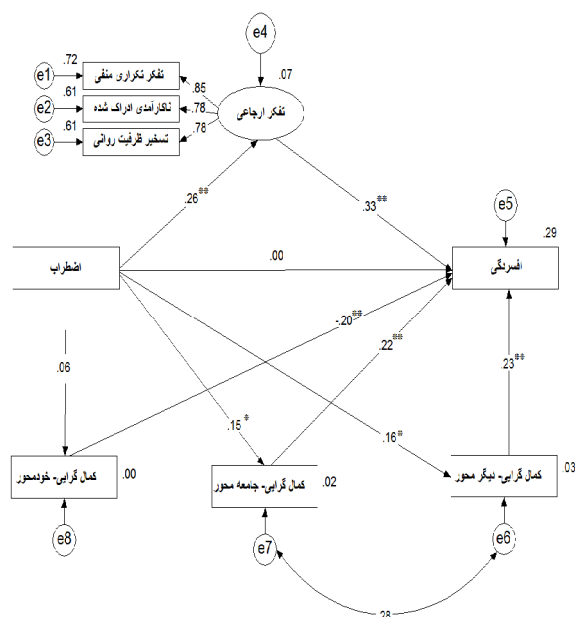 e4
.07
.72
e1
تفکر تکراری منفی
.85
.61
e2
ناکارآمدی ادراک شده
.78
تفکر ارجاعی
.61
e3
تسخیر ظرفیت روانی
.78
.26**
.33**
e5
.29
اضطراب
.00
افسردگی
-.20**
.22**
.23**
.06
.15*
.16*
کمال گرایی- خودمحور
.00
کمال گرایی- جامعه محور
.02
کمال گرایی- دیگر محور
.03
e8
e7
e6
.28